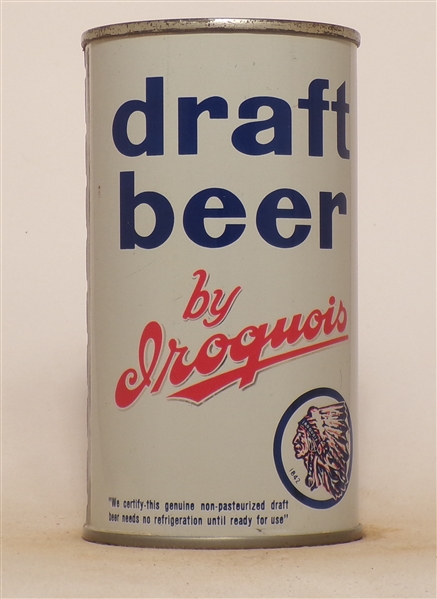 draft
beer
by
Iroquois
1842
"We certify-this genuine non-pasteurized draft
beer needs no refrigeration until ready for use"